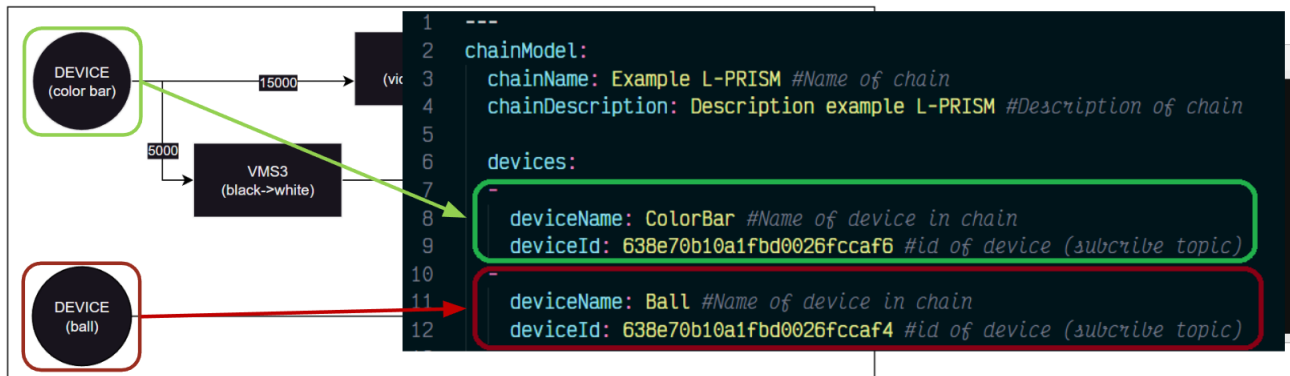 DEVICE
(color bar)
15000
5000
VMS3
(black->white)
DEVICE
(ball)
1 ---
2 chainModel:
3 chainName: Example L-PRISM #Name of chain
4 chainDescription: Description example L-PRISM #Description of chain
5
6 devices:
7 -
8 deviceName: ColorBar #Name of device in chain
9 deviceId: 638e70b10a1fbd0026fccaf6 #id of device (subcribe topic)
10 -
11 deviceName: Ball #Name of device in chain
12 deviceId: 638e70b10a1fbd0026fccaf4 #id of device (subcribe topic)